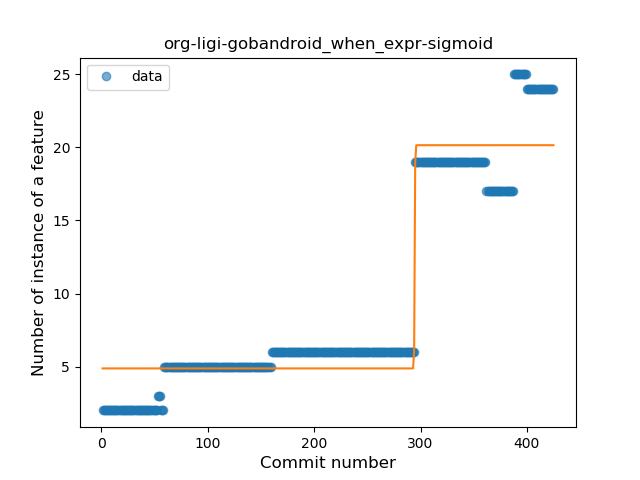 org-ligi-gobandroid_when_expr-sigmoid
data
Number of instance of a feature
25
20
15
10
5
0
100
200
300
400
Commit number